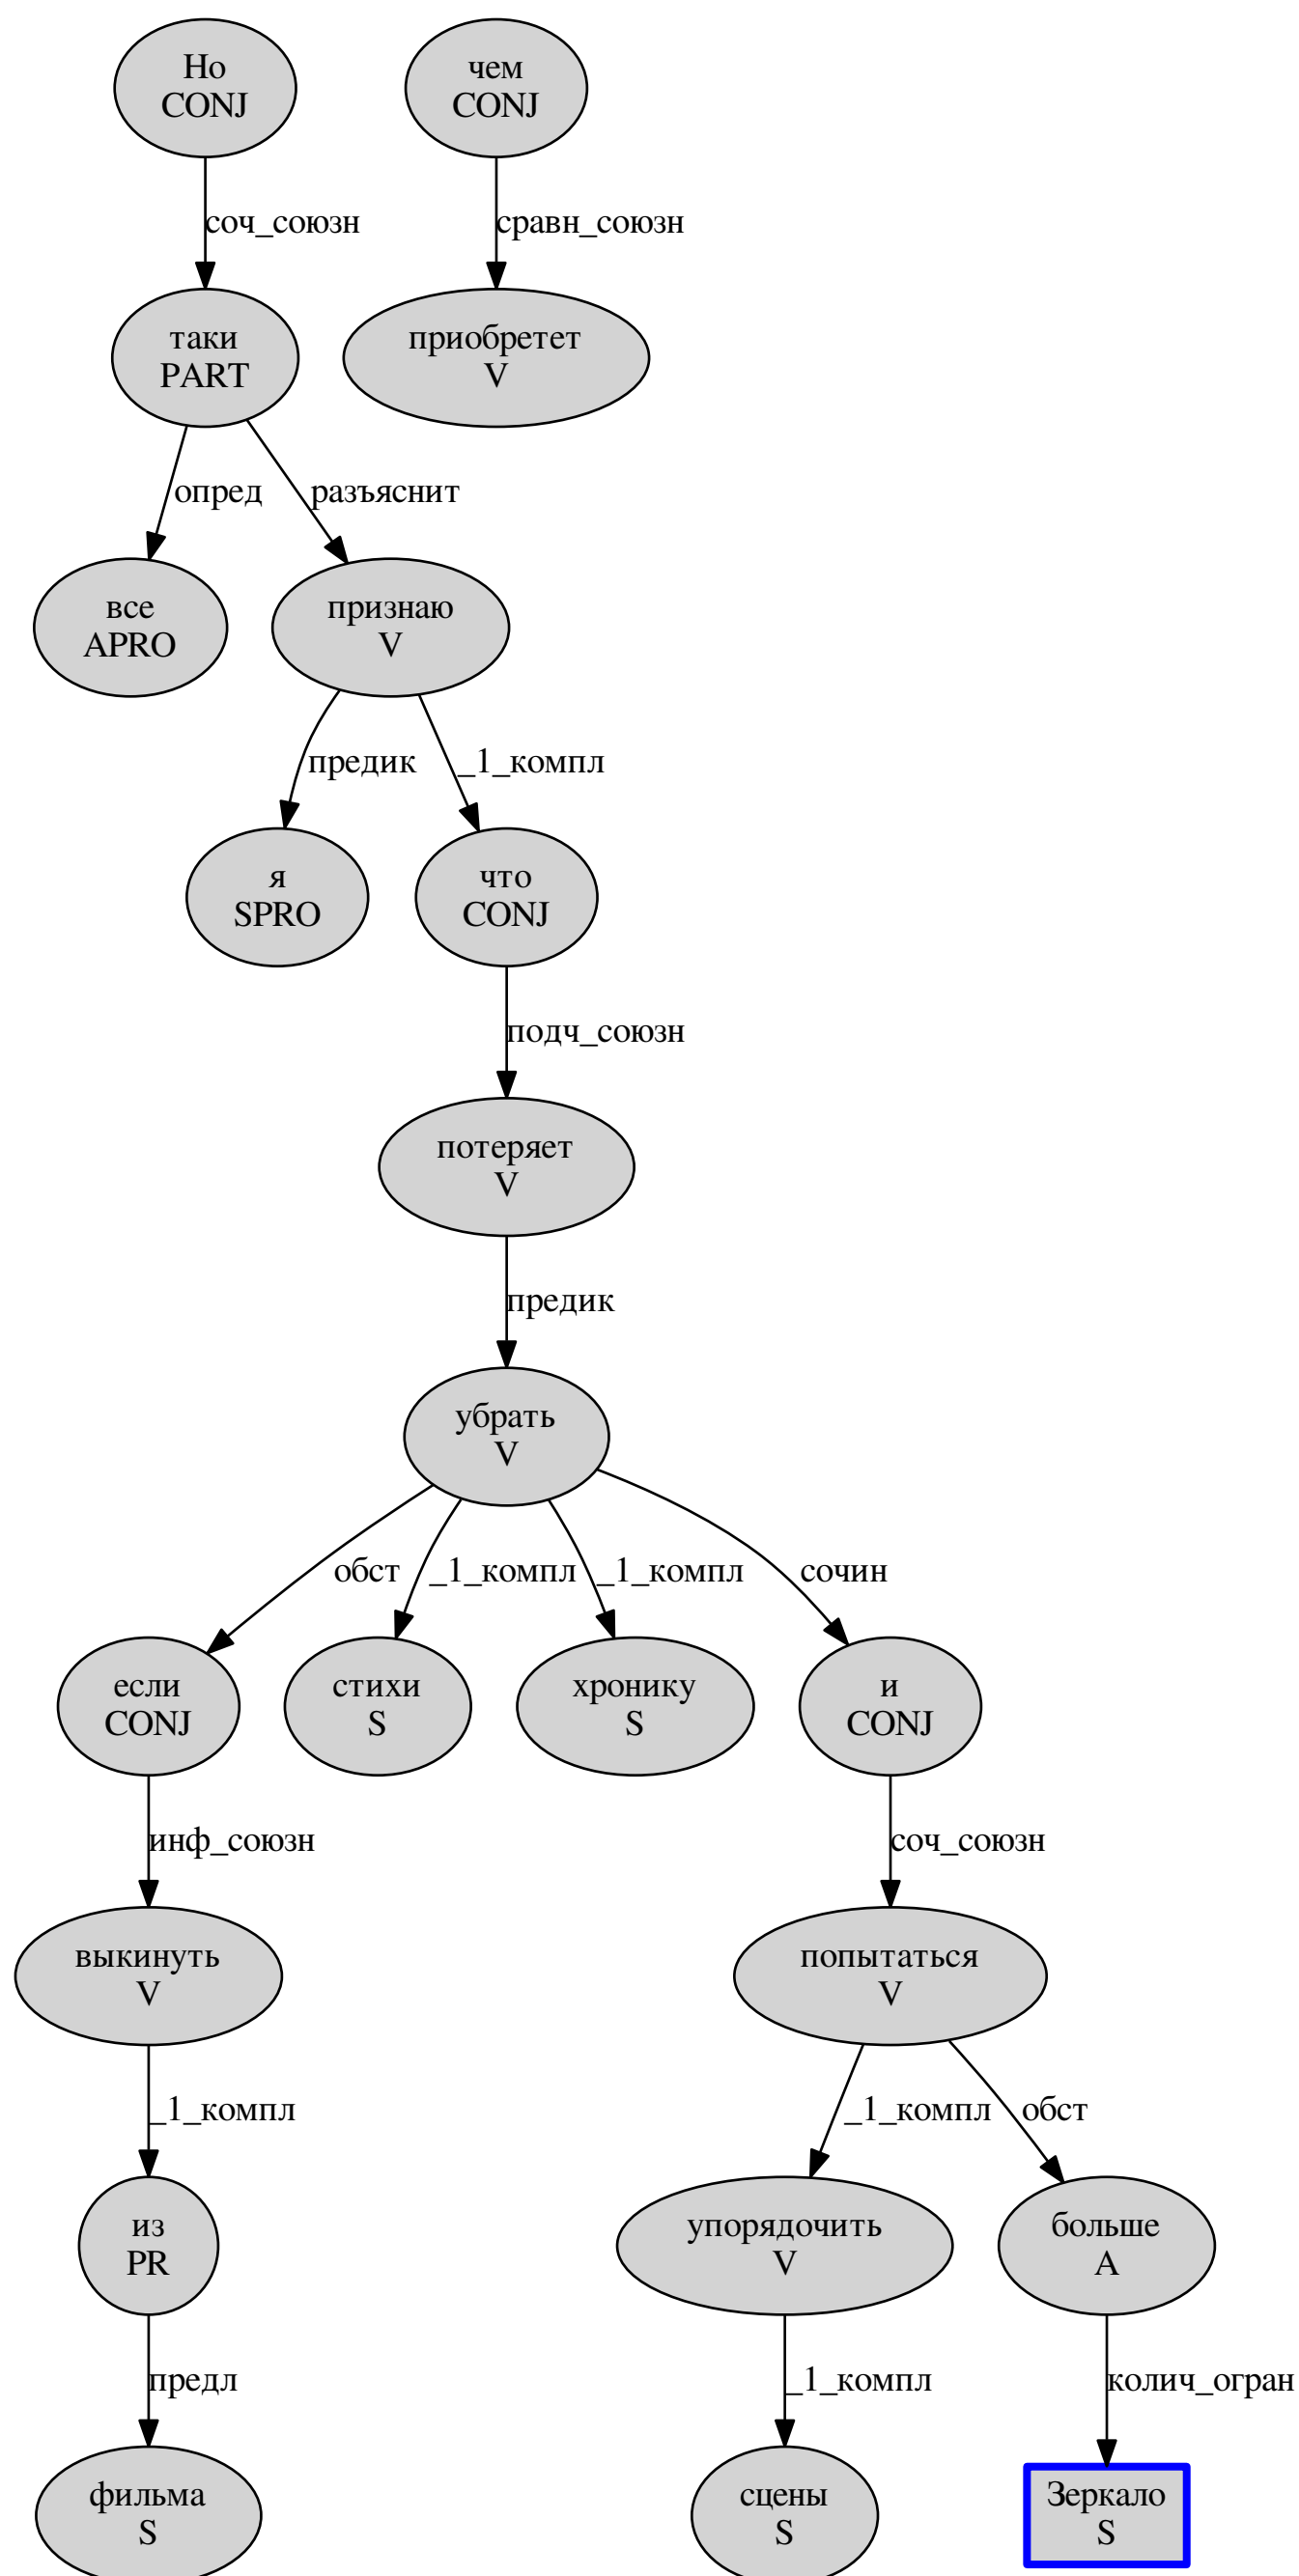 Но
CONJ
чем
CONJ
соч_союзн
сравн_союзн
таки
PART
приобретет
V
опред
разъяснит
все
APRO
признаю
V
предик
_1_компл
я
SPRO
что
CONJ
подч_союзн
потеряет
V
предик
убрать
V
обст
_1_компл
_1_компл
сочин
если
CONJ
стихи
S
хронику
S
и
CONJ
инф_союзн
соч_союзн
выкинуть
V
попытаться
V
_1_компл
_1_компл
обст
из
PR
упорядочить
V
больше
A
предл
_1_компл
колич_огран
фильма
S
сцены
S
Зеркало
S